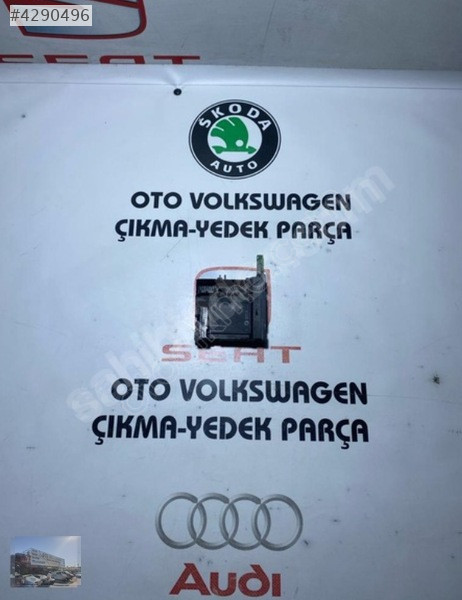 #4290496
SEAT
ŠKODA
AUTO
OTO VOLKSWAGEN
ÇIKMA-YEDEK PARÇA
SEAT
OTO VOLKSWAGEN
ÇIKMA-YEDEK PARÇA
Audi